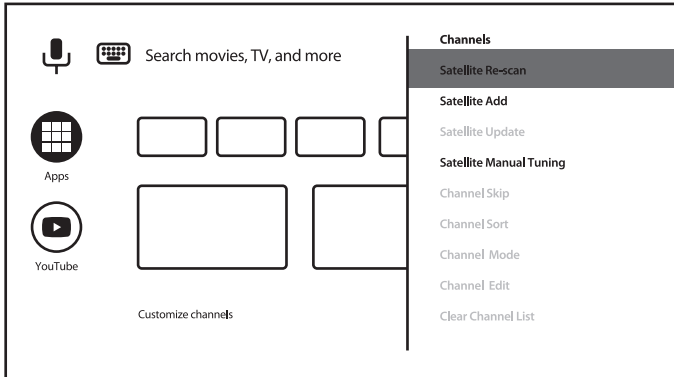 Search movies, TV, and more
Apps
YouTube
Customize channels
Channels
Satellite Re-scan
Satellite Add
Satellite Update
Satellite Manual Tuning
Channel Skip
Channel Sort
Channel Mode
Channel Edit
Clear Channel List